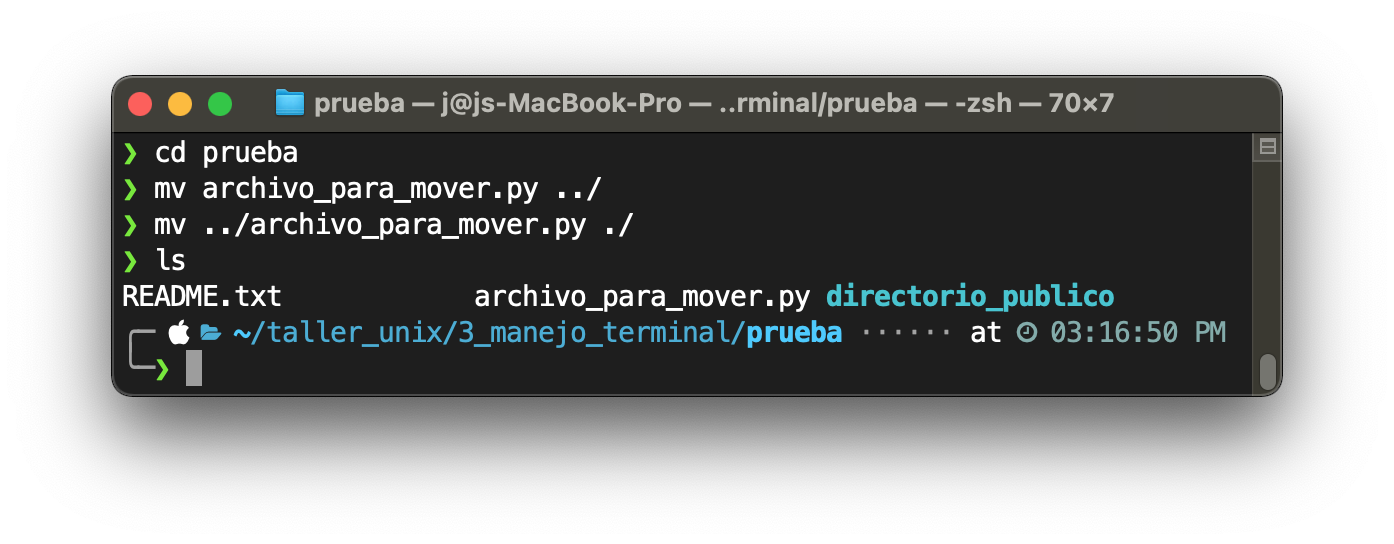 prueba — j@js-MacBook-Pro — ..rminal/prueba — -zsh — 70×7
❯ cd prueba
❯ mv archivo_para_mover.py ../
❯ mv ../archivo_para_mover.py ./
❯ ls
README.txt            archivo_para_mover.py directorio_publico
~/taller_unix/3_manejo_terminal/prueba ······ at 03:16:50 PM
❯